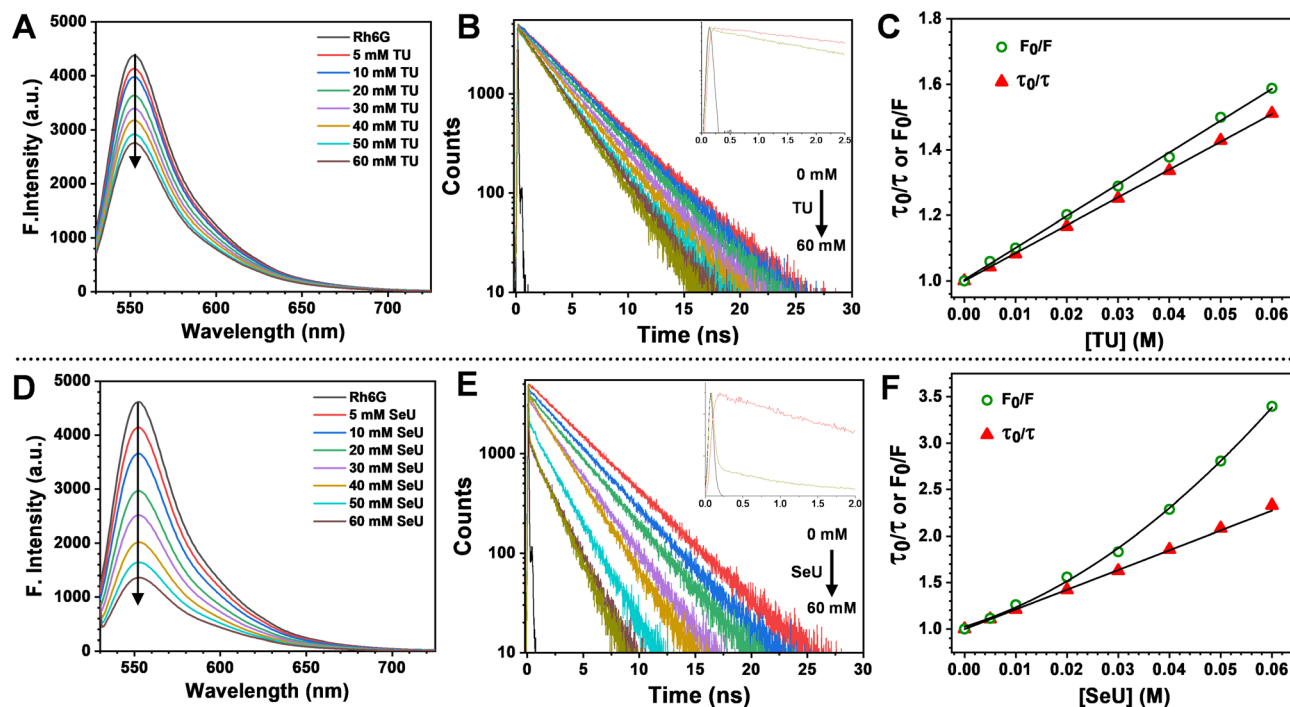 A
5000
4000
3000
2000
1000
0
F.Intensity (a.u.)
550
600
650
700
Wavelength (nm)
Rh6G
5 mM TU
10 mM TU
20 mM TU
30 mM TU
40 mM TU
50 mM TU
60 mM TU
B
1000
100
10
Counts
0
5
10
15
20
25
30
Time (ns)
0.0
0.5
1.5
2.0
2.5
0 mM
TU
60 mM
C
1.8
1.6
1.4
1.2
1.0
τ0/τ or F0/F
0.00
0.01
0.02
0.03
0.04
0.05
0.06
[TU] (M)
F0/F
τ0/τ
D
5000
4000
3000
2000
1000
0
F. Intensity (a.u.)
550
600
650
700
Wavelength (nm)
Rh6G
5 mM SeU
10 mM SeU
20 mM SeU
30 mM SeU
40 mM SeU
50 mM SeU
60 mM SeU
E
1000
100
10
Counts
0
5
10
15
20
25
30
Time (ns)
0.0
0.5
1.0
1.5
2.0
0 mM
SeU
60 mM
F
3.5
3.0
2.5
2.0
1.5
1.0
τ0/τ or F0/F
0.00
0.01
0.02
0.03
0.04
0.05
0.06
[SeU] (M)
F0/F
τ0/τ